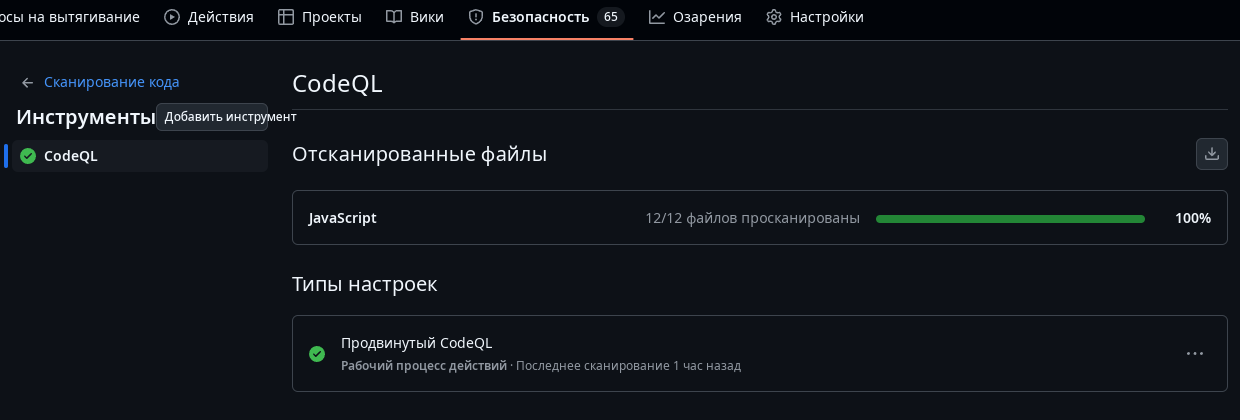 осы на вытягивание Действия Проекты Вики Безопасность 65 Озарения Настройки
Сканирование кода
Инструменты Добавить инструмент
CodeQL
CodeQL
Отсканированные файлы
JavaScript 12/12 файлов просканированы 100%
Типы настроек
Продвинутый CodeQL
Рабочий процесс действий · Последнее сканирование 1 час назад